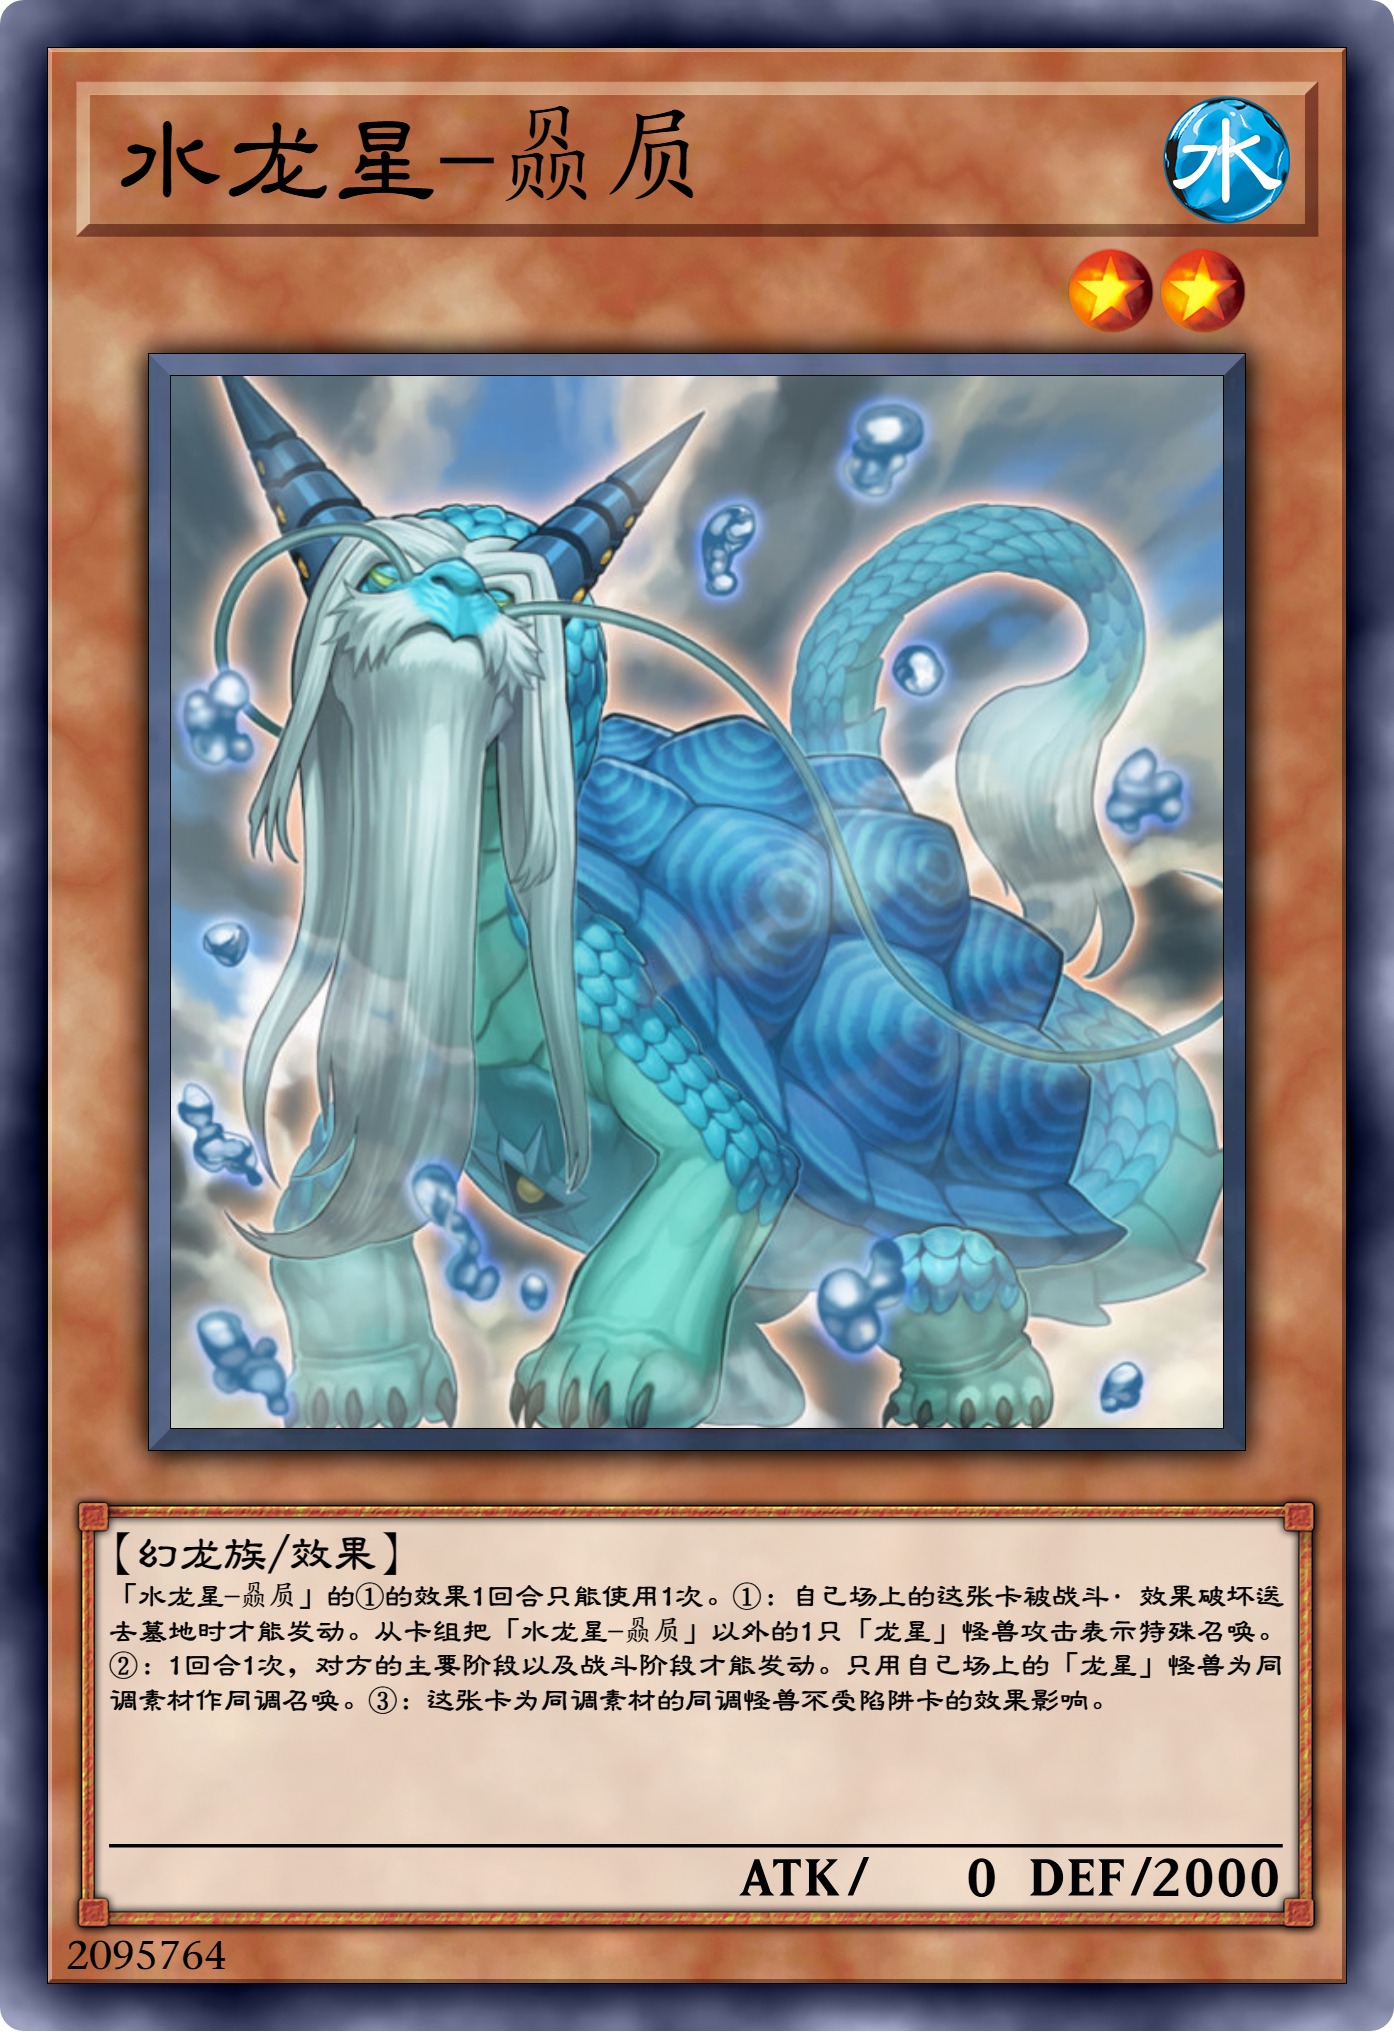 水龙星-赑屃
水
【幻龙族/效果】
「水龙星-赑屃」的①的效果1回合只能使用1次。①：自己场上的这张卡被战斗·效果破坏送
去墓地时才能发动。从卡组把「水龙星-赑屃」以外的1只「龙星」怪兽攻击表示特殊召唤。
②：1回合1次，对方的主要阶段以及战斗阶段才能发动。只用自己场上的「龙星」怪兽为同
调素材作同调召唤。③：这张卡为同调素材的同调怪兽不受陷阱卡的效果影响。
ATK/ 0 DEF/2000
2095764